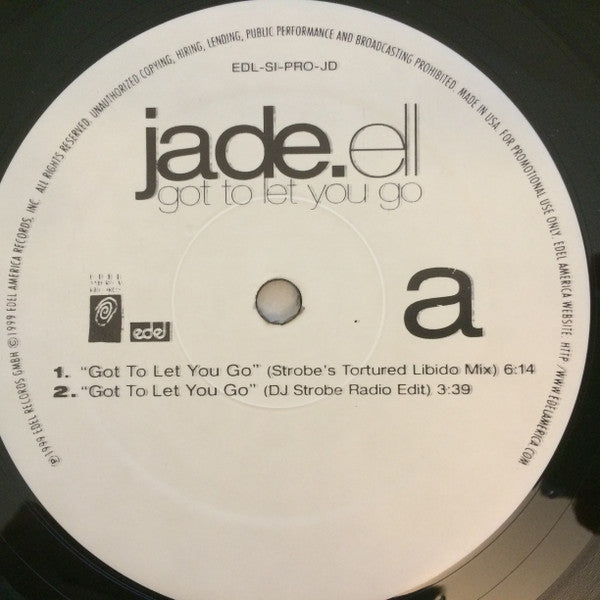 ℗1999 EDEL RECORDS GMBH ©1999 EDEL AMERICA RECORDS, INC. ALL RIGHTS RESERVED. UNAUTHORIZED COPYING, HIRING, LENDING, PUBLIC PERFORMANCE AND BROADCASTING PROHIBITED. MADE IN USA. FOR PROMOTIONAL USE ONLY. EDEL AMERICA WEBSITE: HTTP://WWW.EDELAMERICA.COM
EDL-SI-PRO-JD
jade.ell
got to let you go
a
edel
1. "Got To Let You Go" (Strobe's Tortured Libido Mix) 6:14
2. "Got To Let You Go" (DJ Strobe Radio Edit) 3:39